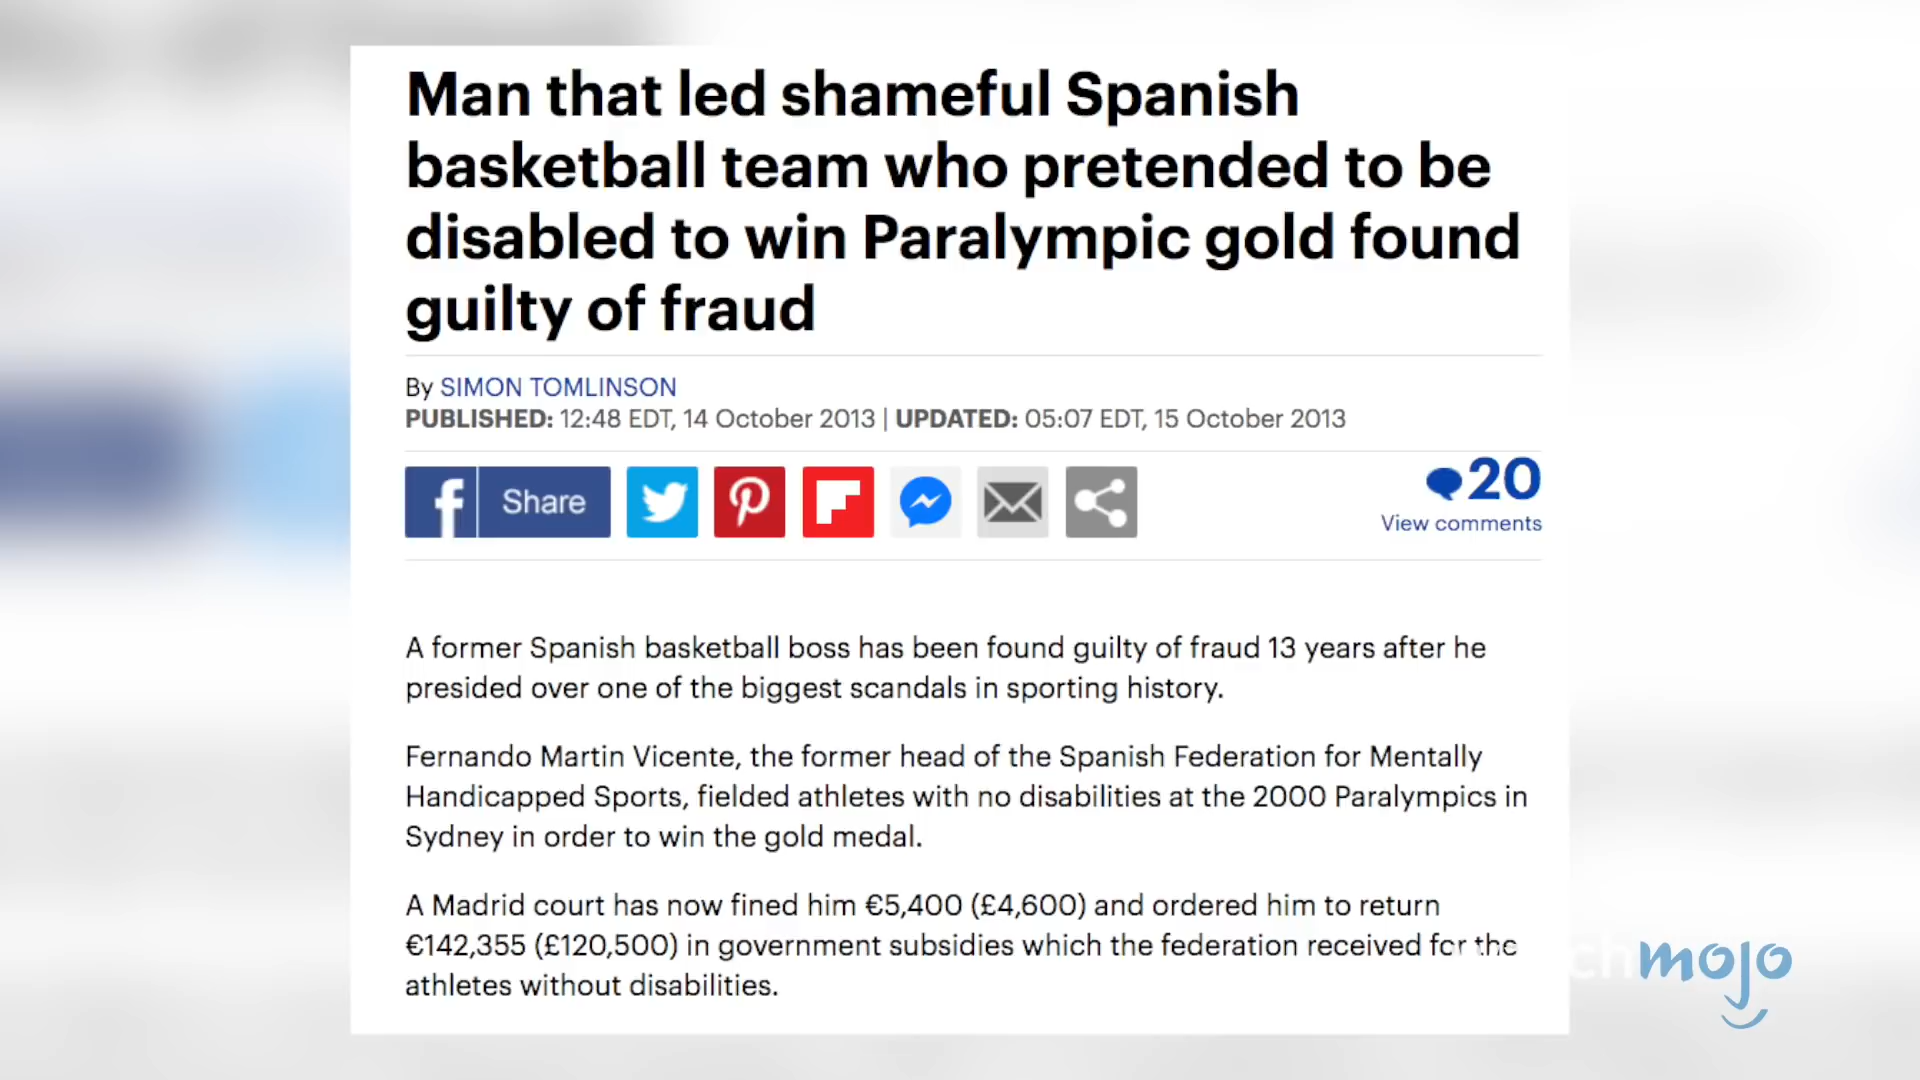 Man that led shameful Spanish
basketball team who pretended to be
disabled to win Paralympic gold found
guilty of fraud
By SIMON TOMLINSON
PUBLISHED: 12:48 EDT, 14 October 2013 | UPDATED: 05:07 EDT, 15 October 2013
Share
20
View comments
A former Spanish basketball boss has been found guilty of fraud 13 years after he
presided over one of the biggest scandals in sporting history.
Fernando Martin Vicente, the former head of the Spanish Federation for Mentally
Handicapped Sports, fielded athletes with no disabilities at the 2000 Paralympics in
Sydney in order to win the gold medal.
A Madrid court has now fined him €5,400 (£4,600) and ordered him to return
€142,355 (£120,500) in government subsidies which the federation received for the
athletes without disabilities.
mojo